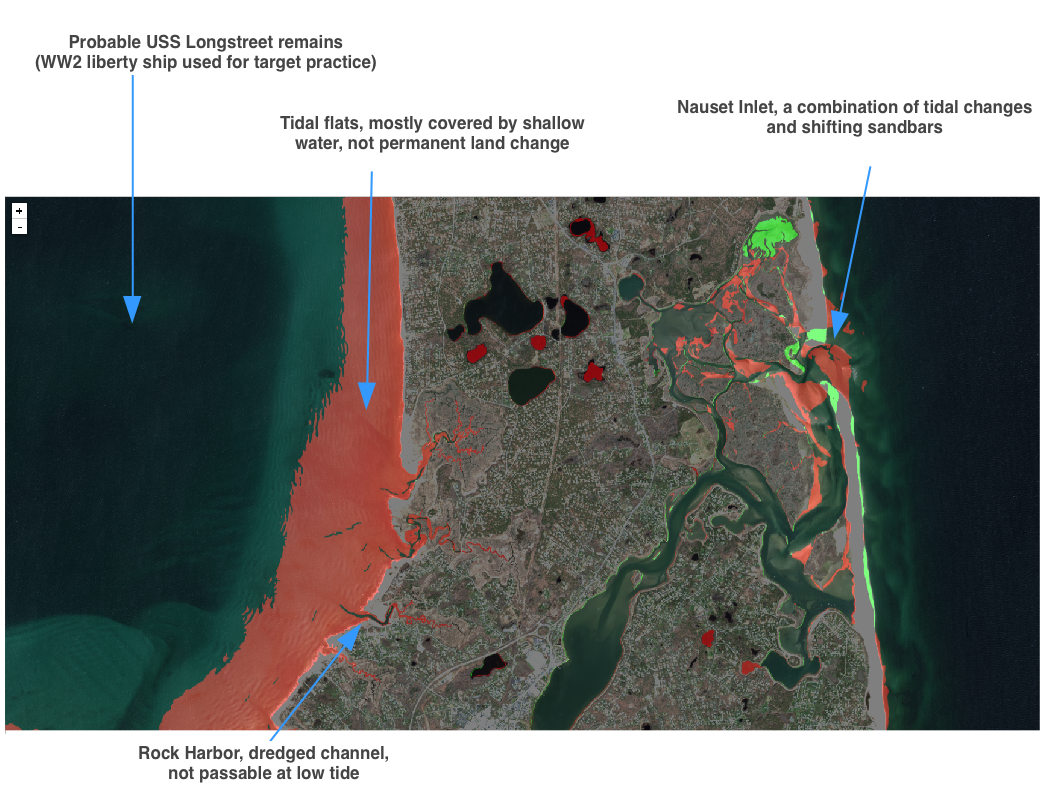 Probable USS Longstreet remains
(WW2 liberty ship used for target practice)
Tidal flats, mostly covered by shallow
water, not permanent land change
Nauset Inlet, a combination of tidal changes
and shifting sandbars
+
-
Rock Harbor, dredged channel,
not passable at low tide